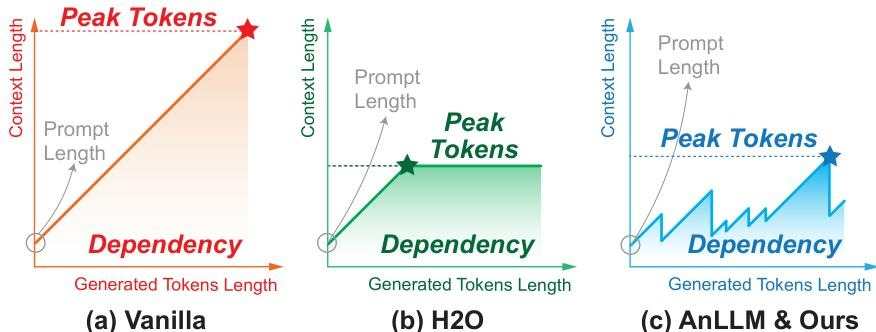 Peak Tokens
Context Length
Prompt
Length
Dependency
Generated Tokens Length
(a) Vanilla
Context Length
Prompt
Length
Peak
Tokens
Dependency
Generated Tokens Length
(b) H2O
Context Length
Prompt
Length
Peak Tokens
Dependency
Generated Tokens Length
(c) AnLLM & Ours